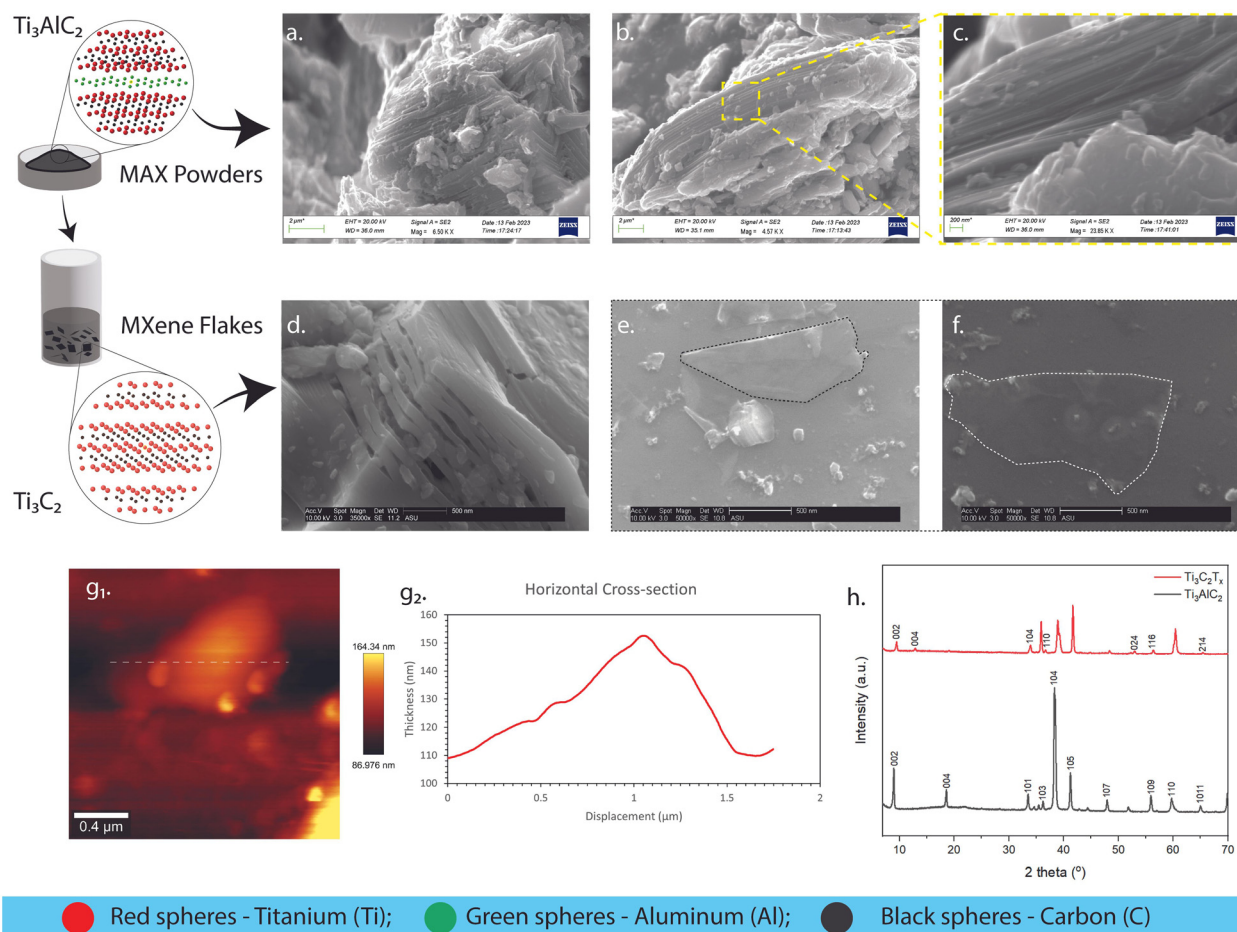 Ti₃AlC₂
MAX Powders
MXene Flakes
Ti₃C₂
a.
2 µm*
EHT = 20.00 kV
WD = 36.0 mm
Signal A = SE2
Mag = 6.50 K X
Date :13 Feb 2023
Time :17:24:17
ZEISS
b.
2 µm*
EHT = 20.00 kV
WD = 35.1 mm
Signal A = SE2
Mag = 4.57 K X
Date :13 Feb 2023
Time :17:13:43
ZEISS
c.
200 nm*
EHT = 20.00 kV
WD = 36.0 mm
Signal A = SE2
Mag = 23.85 K X
Date :13 Feb 2023
Time :17:41:01
ZEISS
d.
Acc.V Spot Magn Det WD
10.00 kV 3.0 35000x SE 11.2 ASU
500 nm
e.
Acc.V Spot Magn Det WD
10.00 kV 3.0 50000x SE 10.8 ASU
500 nm
f.
Acc.V Spot Magn Det WD
10.00 kV 3.0 50000x SE 10.8 ASU
500 nm
g₁.
164.34 nm
86.976 nm
0.4 µm
g₂.
Horizontal Cross-section
Thickness (nm)
160
150
140
130
120
110
100
0
0.5
1
1.5
2
Displacement (µm)
h.
Ti₃C₂Tₓ
Ti₃AlC₂
002
004
104
110
024
116
214
002
004
101
103
104
105
107
109
110
1011
Intensity (a.u.)
10
20
30
40
50
60
70
2 theta (°)
Red spheres - Titanium (Ti);
Green spheres - Aluminum (Al);
Black spheres - Carbon (C)